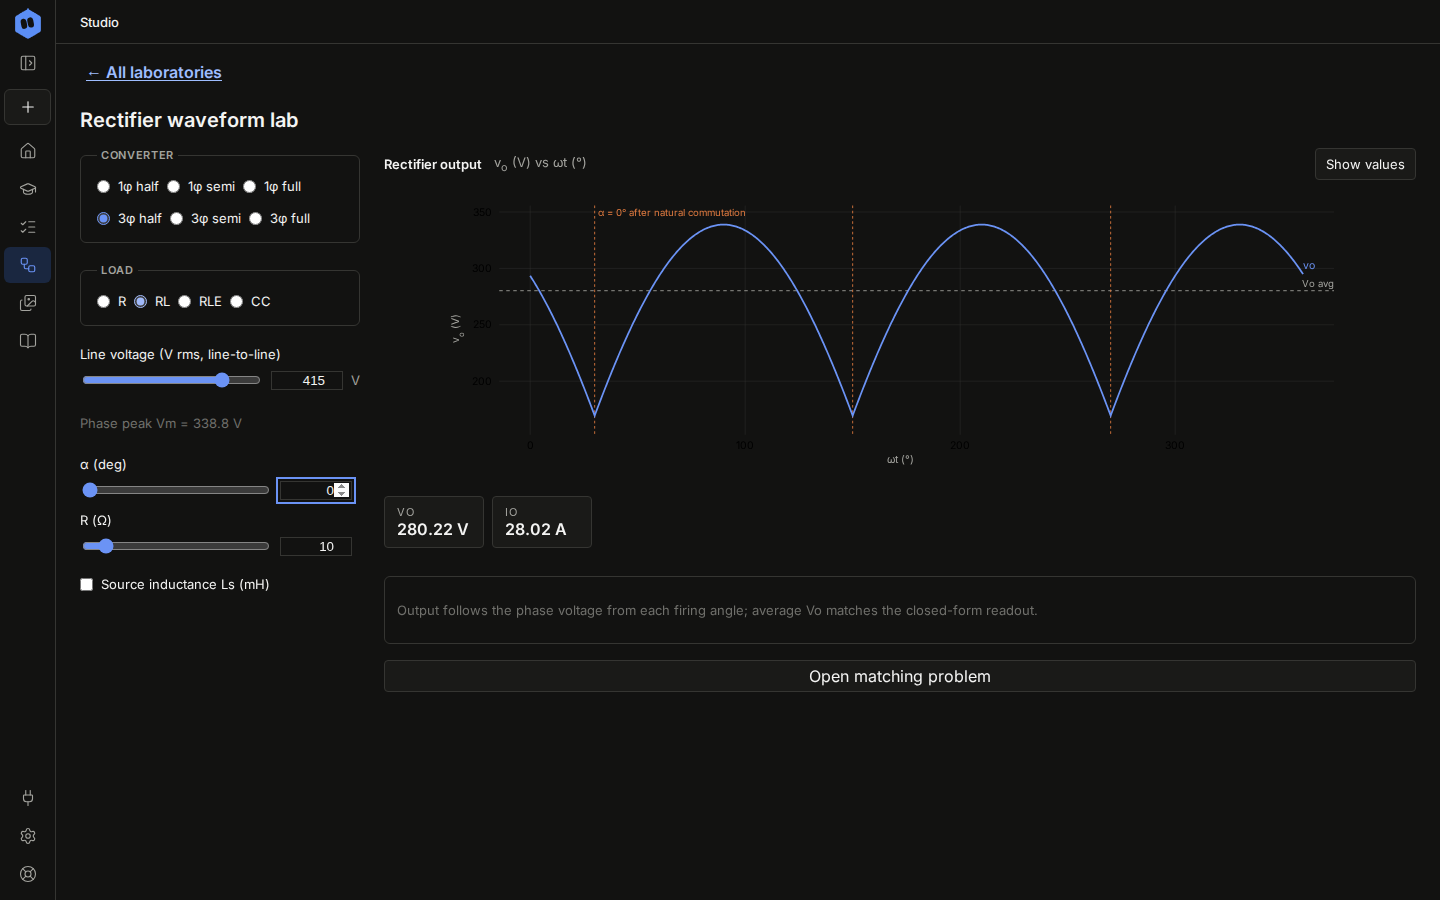 Studio
← All laboratories
Rectifier waveform lab
CONVERTER
1φ half 1φ semi 1φ full
3φ half 3φ semi 3φ full
LOAD
R RL RLE CC
Line voltage (V rms, line-to-line)
415 V
Phase peak Vm = 338.8 V
α (deg)
0
R (Ω)
10
Source inductance Ls (mH)
Rectifier output vo (V) vs ωt (°)
Show values
350
α = 0° after natural commutation
300
vo
Vo avg
250
vo (V)
200
0 100 200 300
ωt (°)
VO
280.22 V
IO
28.02 A
Output follows the phase voltage from each firing angle; average Vo matches the closed-form readout.
Open matching problem